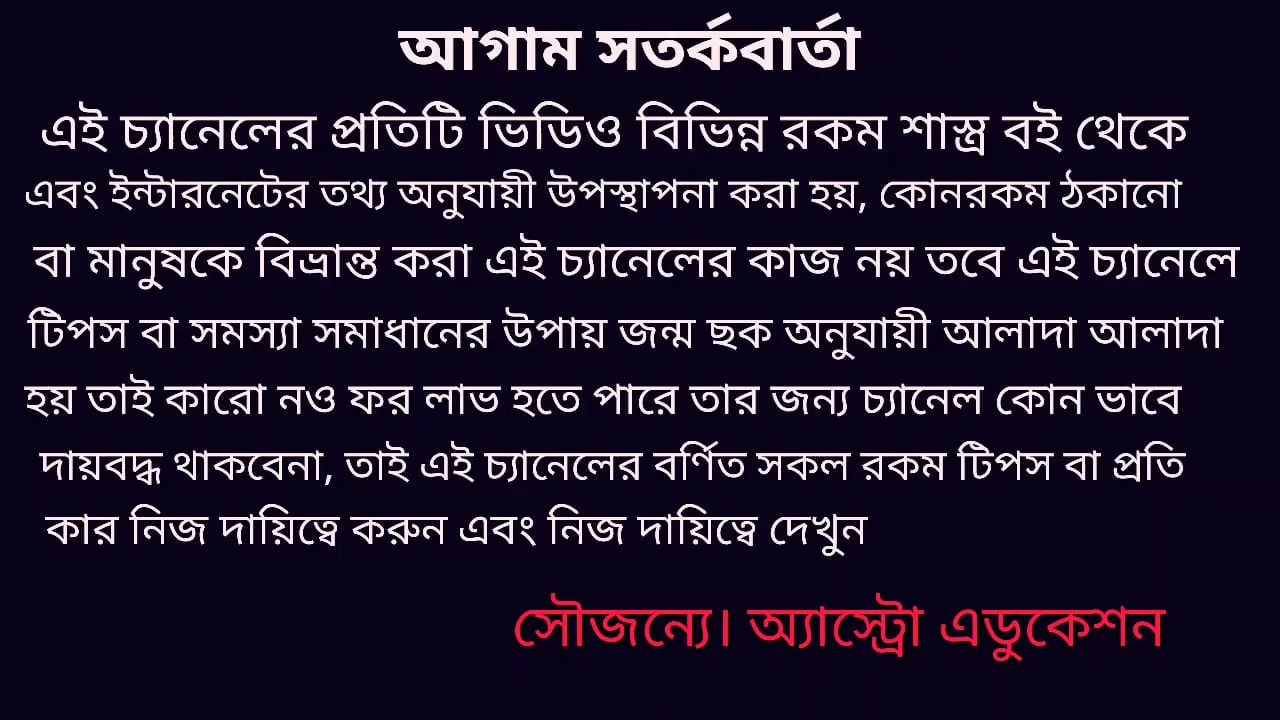 আগাম সতর্কবার্তা
এই চ্যানেলের প্রতিটি ভিডিও বিভিন্ন রকম শাস্ত্র বই থেকে
এবং ইন্টারনেটের তথ্য অনুযায়ী উপস্থাপনা করা হয়, কোনরকম ঠকানো
বা মানুষকে বিভ্রান্ত করা এই চ্যানেলের কাজ নয় তবে এই চ্যানেলে
টিপস বা সমস্যা সমাধানের উপায় জন্ম ছক অনুযায়ী আলাদা আলাদা
হয় তাই কারো নও ফর লাভ হতে পারে তার জন্য চ্যানেল কোন ভাবে
দায়বদ্ধ থাকবেনা, তাই এই চ্যানেলের বর্ণিত সকল রকম টিপস বা প্রতি
কার নিজ দায়িত্বে করুন এবং নিজ দায়িত্বে দেখুন
সৌজন্যে। অ্যাস্ট্রো এডুকেশন